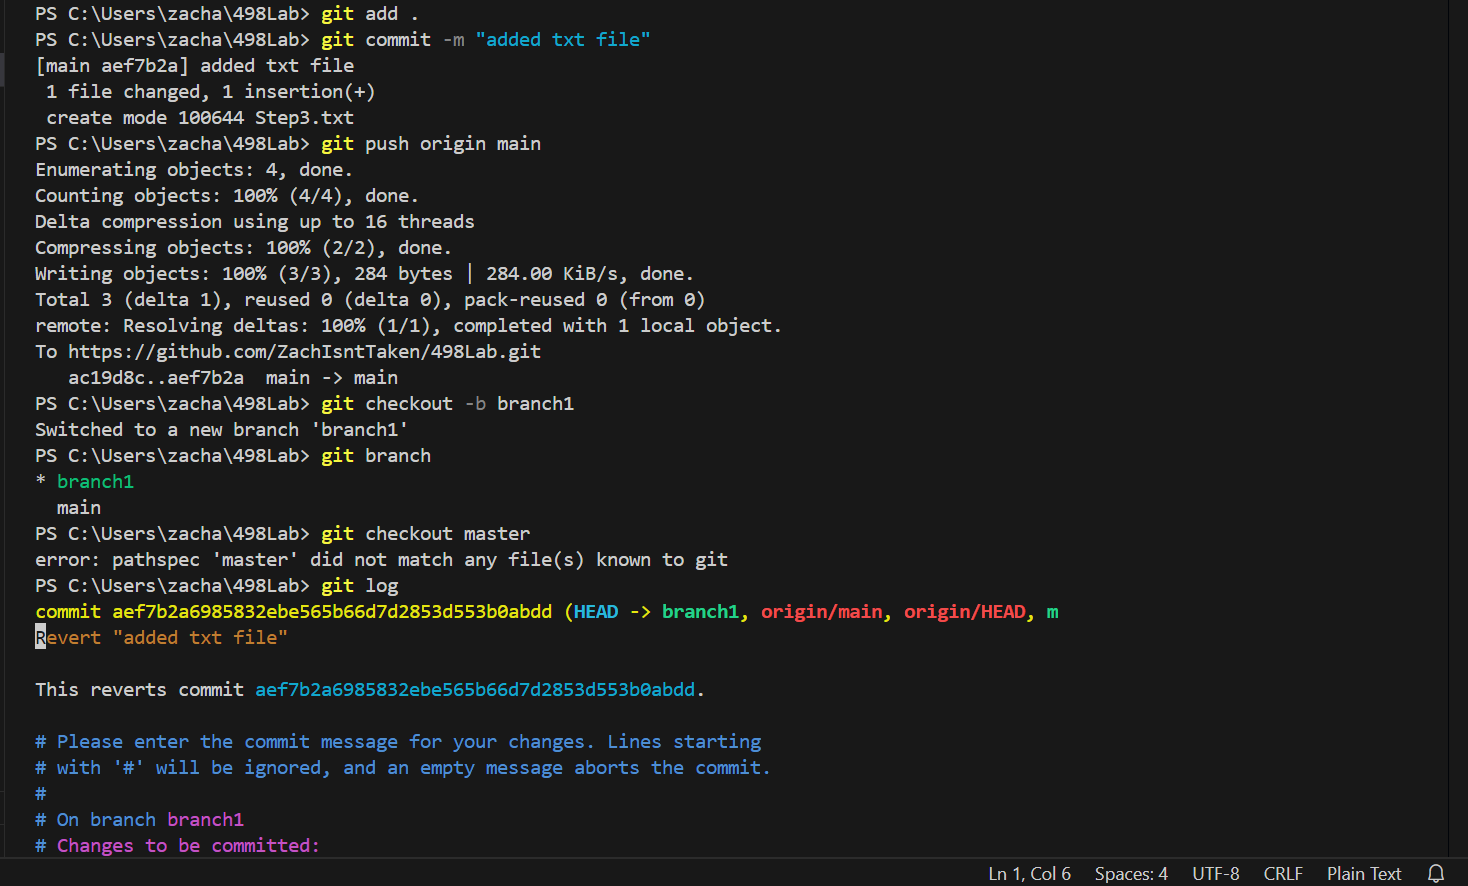 PS C:\Users\zacha\498Lab> git add .
PS C:\Users\zacha\498Lab> git commit -m "added txt file"
[main aef7b2a] added txt file
 1 file changed, 1 insertion(+)
 create mode 100644 Step3.txt
PS C:\Users\zacha\498Lab> git push origin main
Enumerating objects: 4, done.
Counting objects: 100% (4/4), done.
Delta compression using up to 16 threads
Compressing objects: 100% (2/2), done.
Writing objects: 100% (3/3), 284 bytes | 284.00 KiB/s, done.
Total 3 (delta 1), reused 0 (delta 0), pack-reused 0 (from 0)
remote: Resolving deltas: 100% (1/1), completed with 1 local object.
To https://github.com/ZachIsntTaken/498Lab.git
   ac19d8c..aef7b2a  main -> main
PS C:\Users\zacha\498Lab> git checkout -b branch1
Switched to a new branch 'branch1'
PS C:\Users\zacha\498Lab> git branch
* branch1
  main
PS C:\Users\zacha\498Lab> git checkout master
error: pathspec 'master' did not match any file(s) known to git
PS C:\Users\zacha\498Lab> git log
commit aef7b2a6985832ebe565b66d7d2853d553b0abdd (HEAD -> branch1, origin/main, origin/HEAD, m
Revert "added txt file"

This reverts commit aef7b2a6985832ebe565b66d7d2853d553b0abdd.

# Please enter the commit message for your changes. Lines starting
# with '#' will be ignored, and an empty message aborts the commit.
#
# On branch branch1
# Changes to be committed:
Ln 1, Col 6 Spaces: 4 UTF-8 CRLF Plain Text